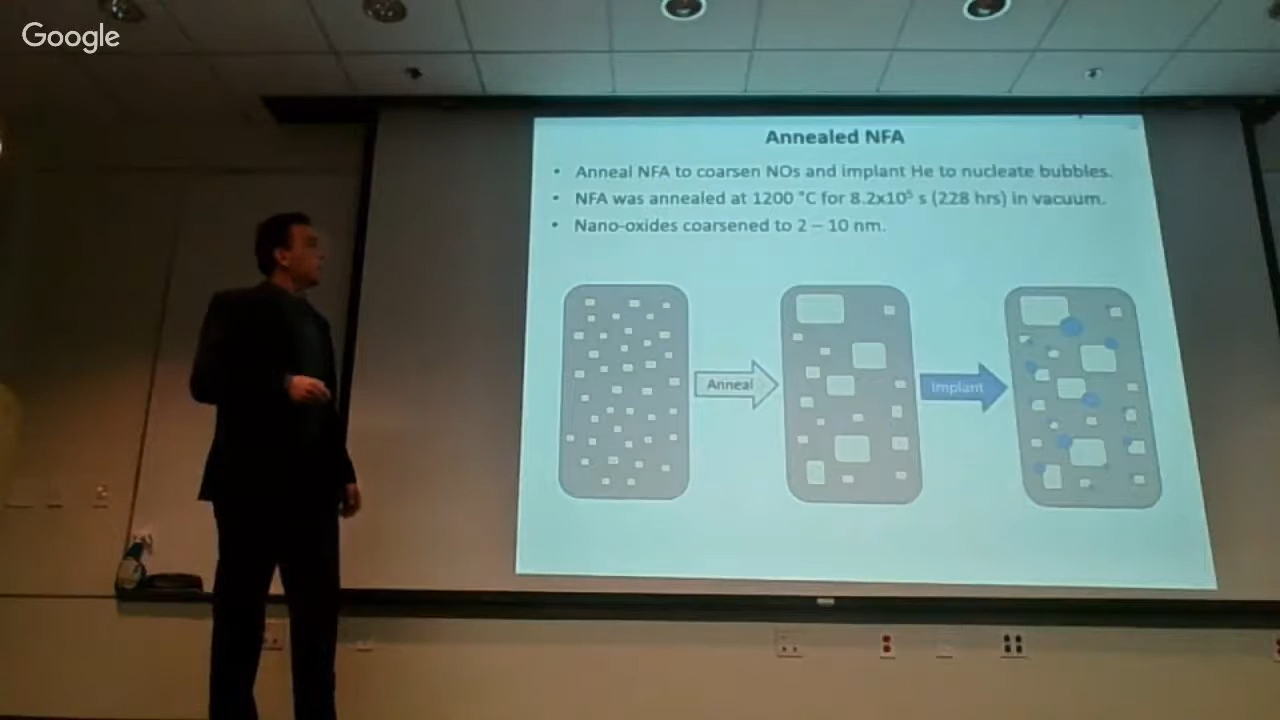 Google
Annealed NFA
• Anneal NFA to coarsen NOs and implant He to nucleate bubbles.
• NFA was annealed at 1200 °C for 8.2x10⁵ s (228 hrs) in vacuum.
• Nano-oxides coarsened to 2 – 10 nm.
Anneal
Implant